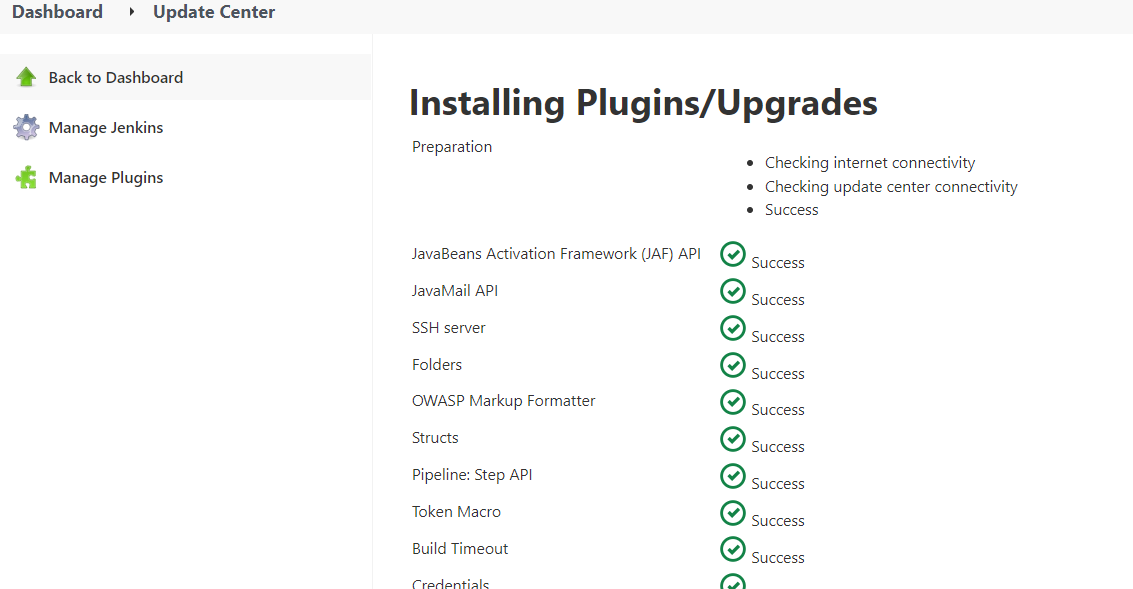 Dashboard Update Center
Back to Dashboard
Manage Jenkins
Manage Plugins
Installing Plugins/Upgrades
Preparation
Checking internet connectivity
Checking update center connectivity
Success
JavaBeans Activation Framework (JAF) API Success
JavaMail API Success
SSH server Success
Folders Success
OWASP Markup Formatter Success
Structs Success
Pipeline: Step API Success
Token Macro Success
Build Timeout Success
Credentials